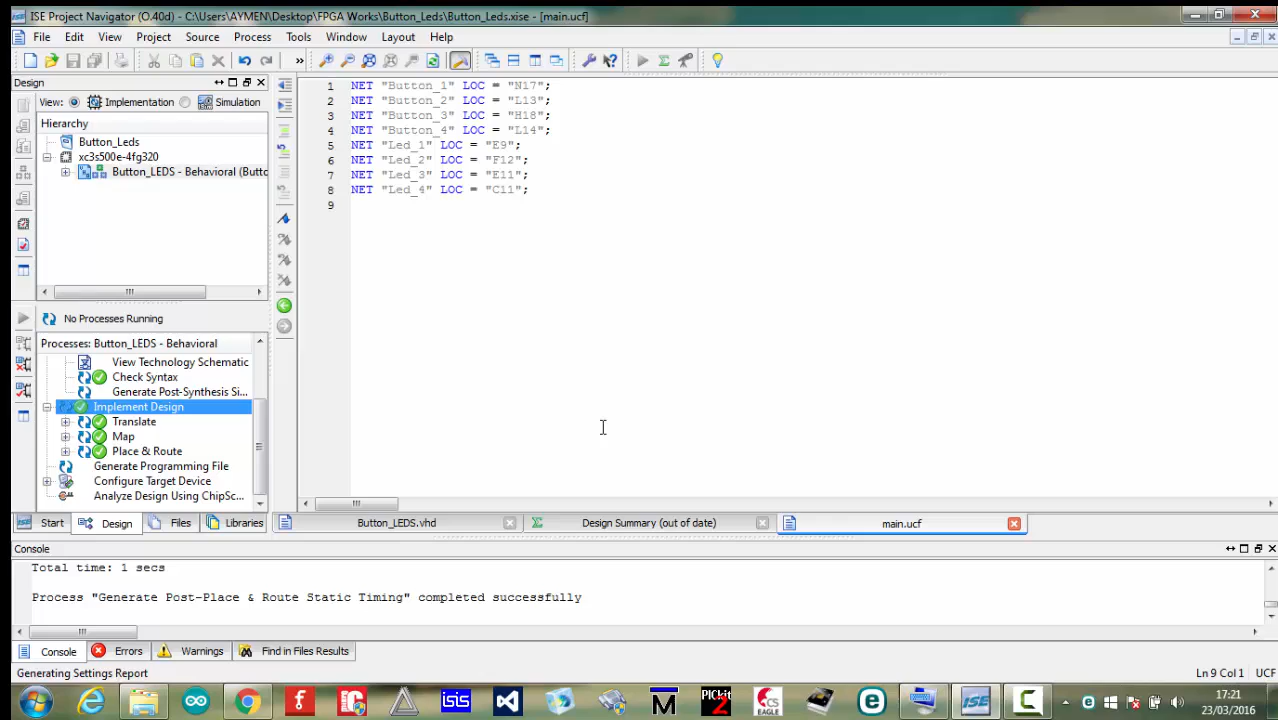 ISE Project Navigator (O.40d) - C:\Users\AYMEN\Desktop\FPGA Works\Button_Leds\Button_Leds.xise - [main.ucf]
File Edit View Project Source Process Tools Window Layout Help
Design
View: Implementation Simulation
Hierarchy
Button_Leds
xc3s500e-4fg320
Button_LEDS - Behavioral (Buttc
No Processes Running
Processes: Button_LEDS - Behavioral
View Technology Schematic
Check Syntax
Generate Post-Synthesis Si...
Implement Design
Translate
Map
Place & Route
Generate Programming File
Configure Target Device
Analyze Design Using ChipSc...
Start Design Files Libraries
1 NET "Button_1" LOC = "N17";
2 NET "Button_2" LOC = "L13";
3 NET "Button_3" LOC = "H18";
4 NET "Button_4" LOC = "L14";
5 NET "Led_1" LOC = "E9";
6 NET "Led_2" LOC = "F12";
7 NET "Led_3" LOC = "E11";
8 NET "Led_4" LOC = "C11";
9
Button_LEDS.vhd Design Summary (out of date) main.ucf
Console
Total time: 1 secs
Process "Generate Post-Place & Route Static Timing" completed successfully
Console Errors Warnings Find in Files Results
Generating Settings Report
Ln 9 Col 1 UCF
isis
PICkit
2
CS
EAGLE
ISE
17:21
23/03/2016